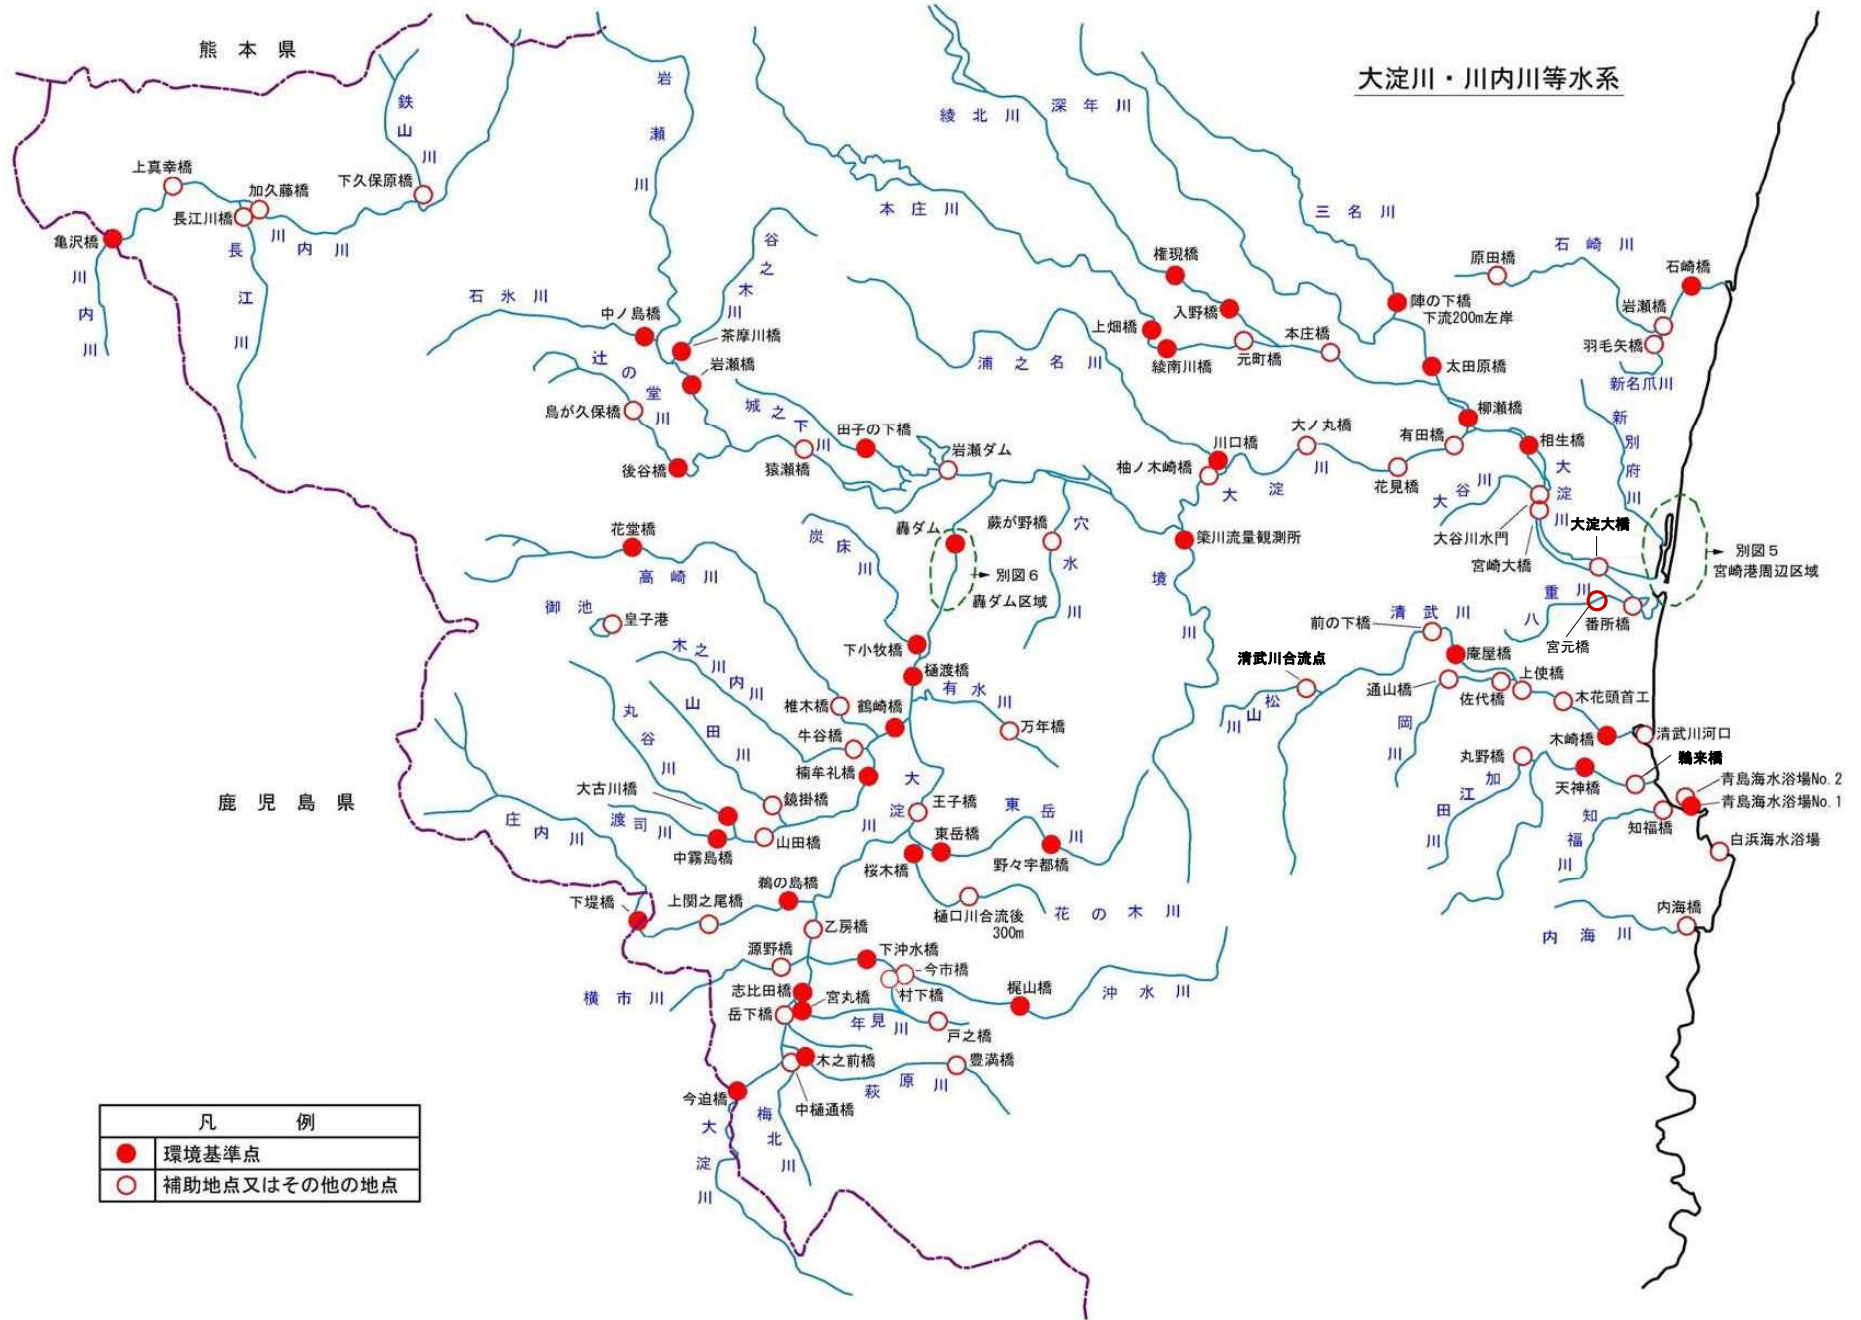 大淀川・川内川等水系
熊本県
鹿児島県
鉄山川
上真幸橋
加久藤橋
下久保原橋
長江川橋
亀沢橋
川内川
長江川
川内川
岩瀬川
谷之木川
石氷川
中ノ島橋
茶摩川橋
岩瀬橋
辻の堂川
鳥が久保橋
後谷橋
城之下川
田子の下橋
猿瀬橋
岩瀬ダム
綾北川
深年川
本庄川
三名川
石崎川
原田橋
石崎橋
岩瀬橋
羽毛矢橋
新名爪川
権現橋
入野橋
陣の下橋
下流200m左岸
上畑橋
綾南川橋
元町橋
本庄橋
太田原橋
浦之名川
柳瀬橋
相生橋
有田橋
大ノ丸橋
川口橋
柚ノ木崎橋
大淀川
花見橋
大谷川
大淀川
新別府川
大谷川水門
宮崎大橋
大淀大橋
別図5
宮崎港周辺区域
八重川
番所橋
宮元橋
轟ダム
別図6
轟ダム区域
蕨が野橋
穴水川
簗川流量観測所
境川
花堂橋
高崎川
炭床川
御池
皇子港
下小牧橋
樋渡橋
有水川
万年橋
木之内川
椎木橋
鶴崎橋
牛谷橋
楠牟礼橋
山田川
丸谷川
鏡掛橋
大古川橋
渡司川
中霧島橋
山田橋
庄内川
大淀川
王子橋
東岳川
東岳橋
桜木橋
野々宇都橋
樋口川合流後
300m
花の木川
清武川
前の下橋
庵屋橋
清武川合流点
松山川
通山橋
佐代橋
上使橋
木花頭首工
岡川
木崎橋
清武川河口
丸野橋
天神橋
鵜来橋
加江田川
知福川
知福橋
青島海水浴場No.2
青島海水浴場No.1
白浜海水浴場
内海橋
内海川
下堤橋
上関之尾橋
鵜の島橋
乙房橋
源野橋
下沖水橋
今市橋
村下橋
横市川
志比田橋
宮丸橋
岳下橋
年見川
戸之橋
梶山橋
沖水川
木之前橋
豊満橋
萩原川
今迫橋
中樋通橋
梅北川
大淀川
凡例
環境基準点
補助地点又はその他の地点